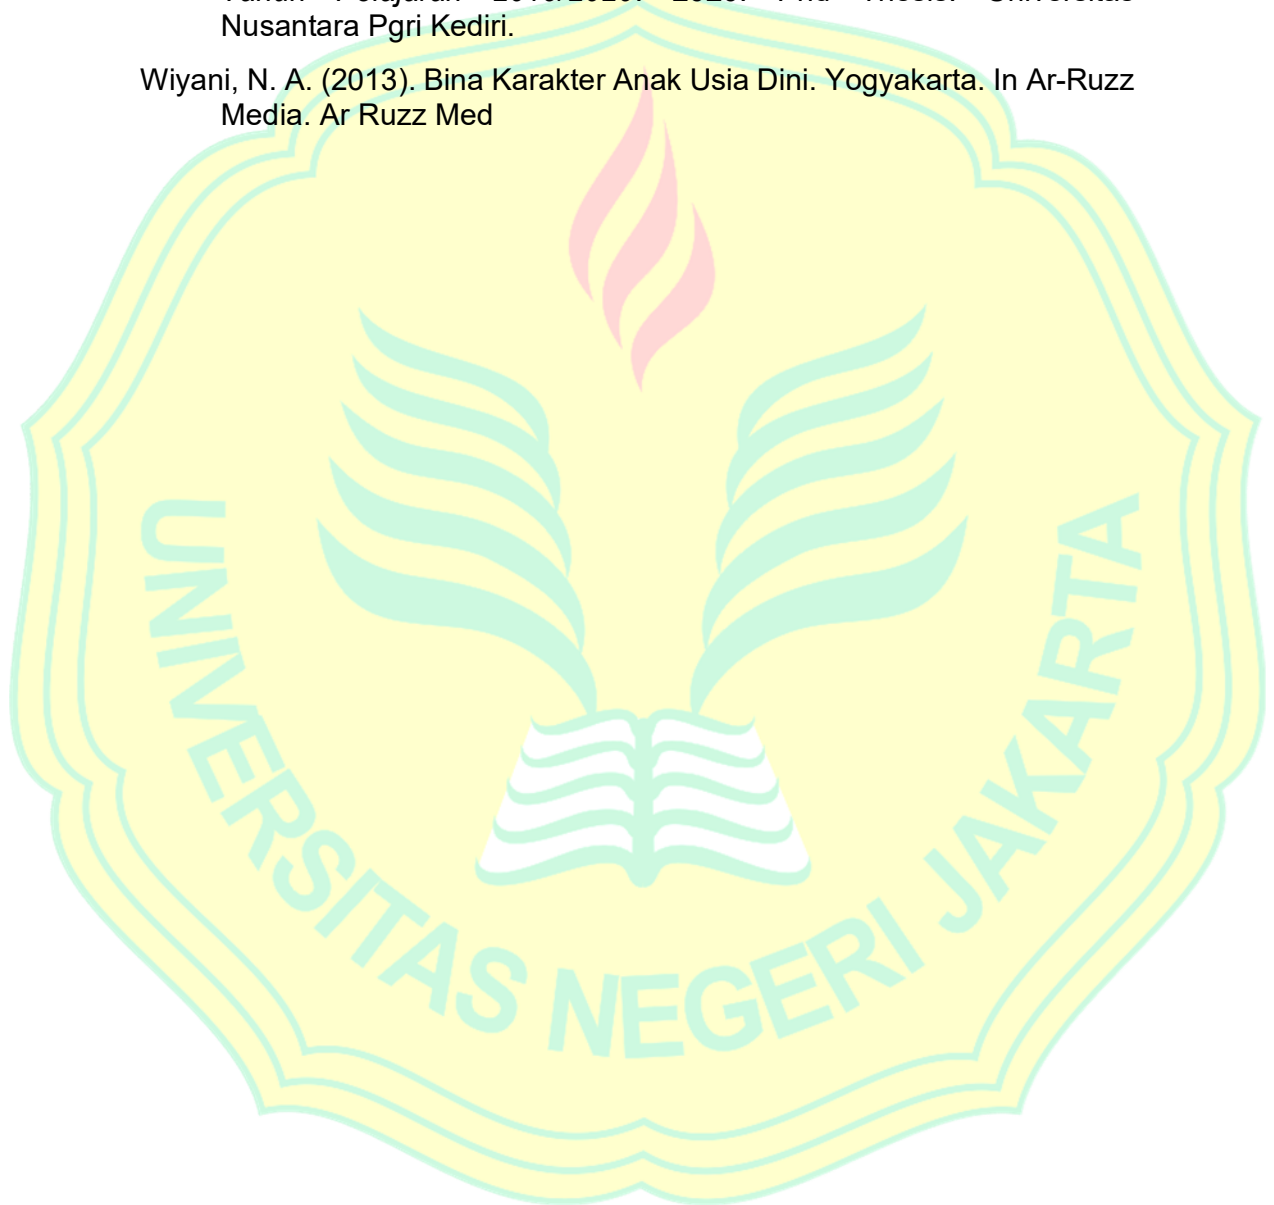 Nusantara Pgri Kediri.
Wiyani, N. A. (2013). Bina Karakter Anak Usia Dini. Yogyakarta. In Ar-Ruzz
Media. Ar Ruzz Med
UNIVERSITAS NEGERI JAKARTA